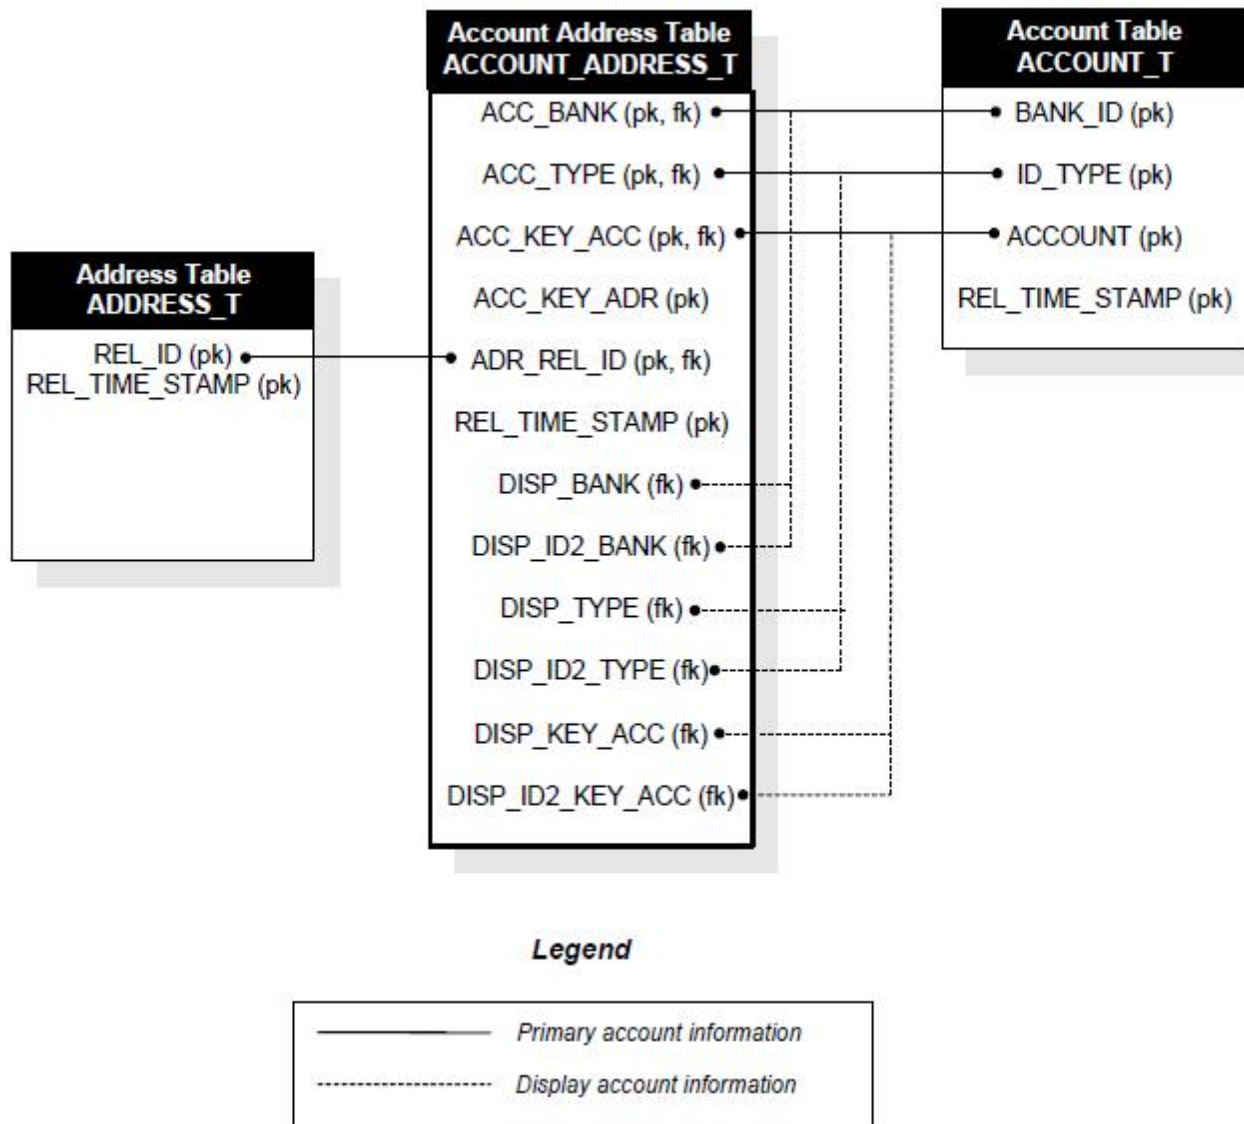 Account Address Table
ACCOUNT_ADDRESS_T
ACC_BANK (pk, fk)
ACC_TYPE (pk, fk)
ACC_KEY_ACC (pk, fk)
ACC_KEY_ADR (pk)
ADR_REL_ID (pk, fk)
REL_TIME_STAMP (pk)
DISP_BANK (fk)
DISP_ID2_BANK (fk)
DISP_TYPE (fk)
DISP_ID2_TYPE (fk)
DISP_KEY_ACC (fk)
DISP_ID2_KEY_ACC (fk)
Account Table
ACCOUNT_T
BANK_ID (pk)
ID_TYPE (pk)
ACCOUNT (pk)
REL_TIME_STAMP (pk)
Address Table
ADDRESS_T
REL_ID (pk)
REL_TIME_STAMP (pk)
Legend
Primary account information
Display account information